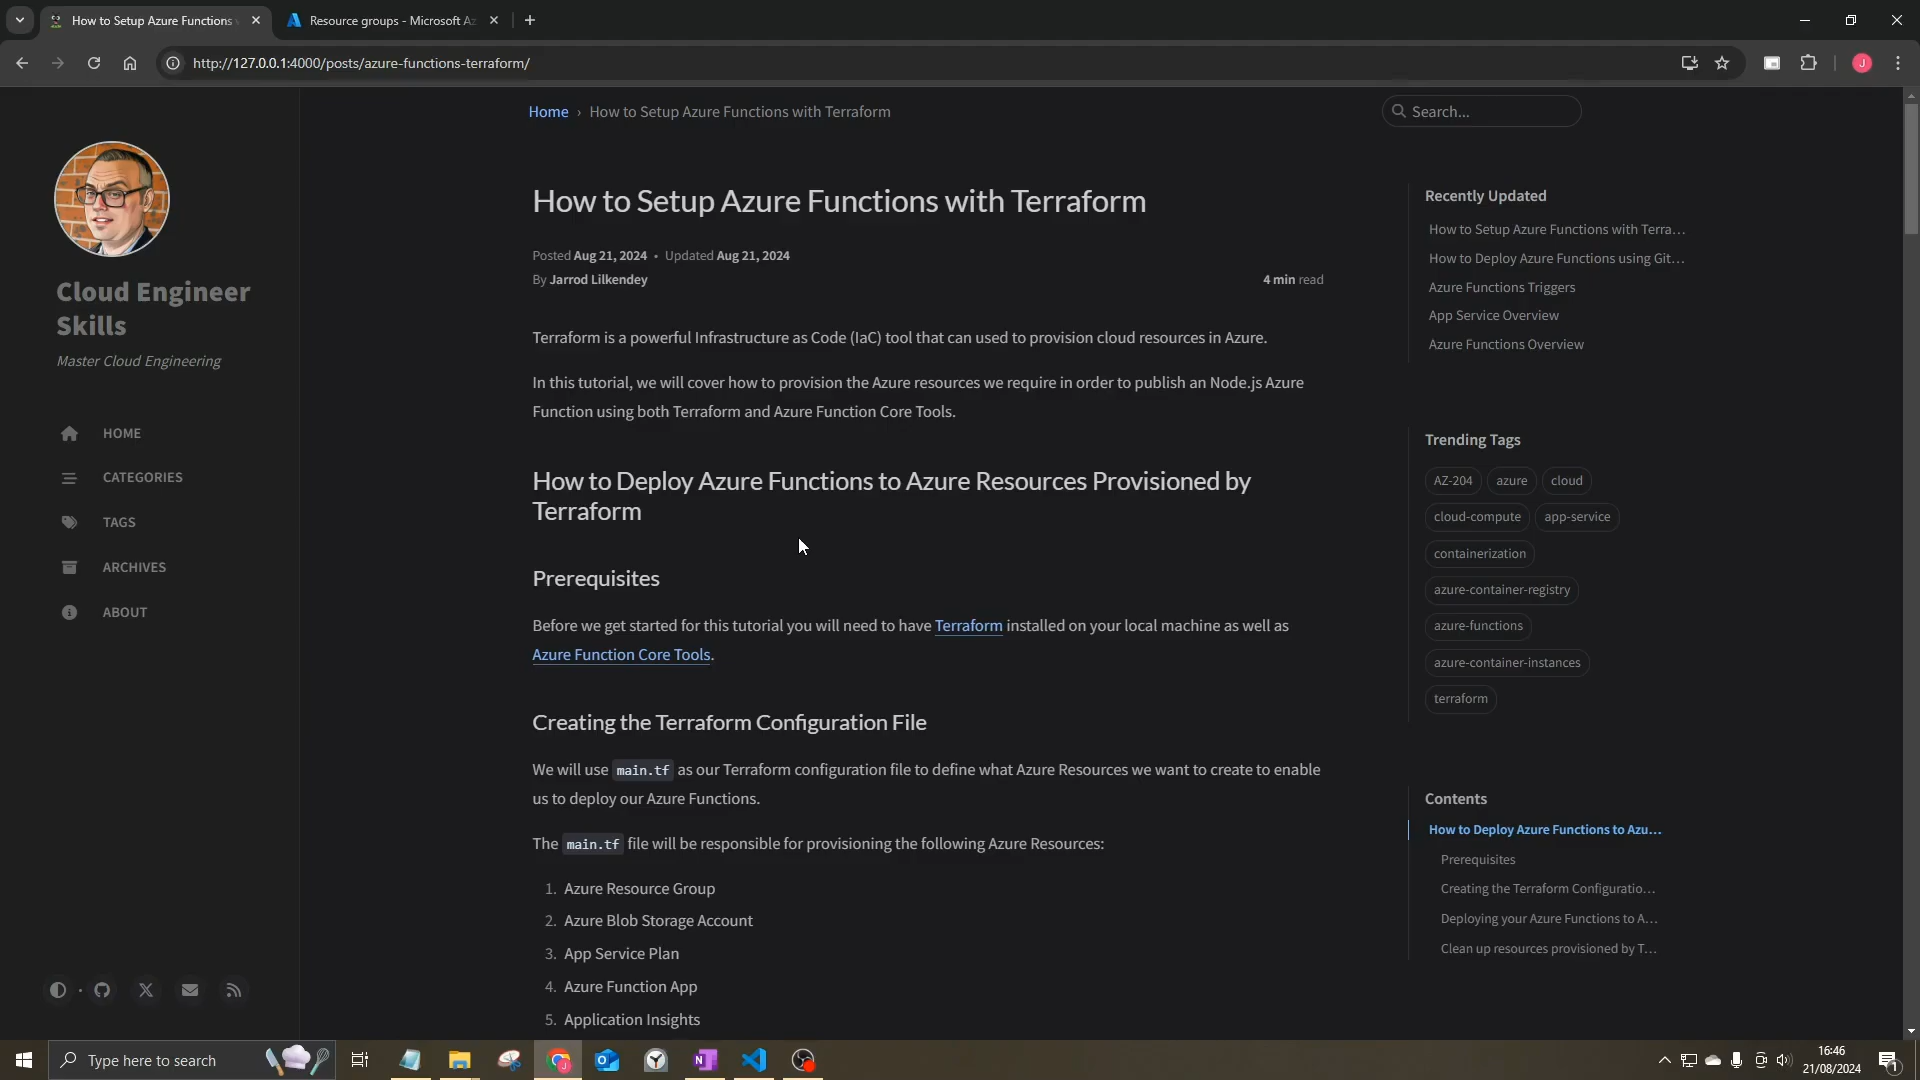 How to Setup Azure Functions
Resource groups - Microsoft Az
http://127.0.0.1:4000/posts/azure-functions-terraform/
J
Home › How to Setup Azure Functions with Terraform
Search...
Cloud Engineer
Skills
Master Cloud Engineering
HOME
CATEGORIES
TAGS
ARCHIVES
ABOUT
How to Setup Azure Functions with Terraform
Posted Aug 21, 2024 • Updated Aug 21, 2024
By Jarrod Lilkendey
4 min read
Terraform is a powerful Infrastructure as Code (IaC) tool that can used to provision cloud resources in Azure.
In this tutorial, we will cover how to provision the Azure resources we require in order to publish an Node.js Azure
Function using both Terraform and Azure Function Core Tools.
How to Deploy Azure Functions to Azure Resources Provisioned by
Terraform
Prerequisites
Before we get started for this tutorial you will need to have Terraform installed on your local machine as well as
Azure Function Core Tools.
Creating the Terraform Configuration File
We will use main.tf as our Terraform configuration file to define what Azure Resources we want to create to enable
us to deploy our Azure Functions.
The main.tf file will be responsible for provisioning the following Azure Resources:
1. Azure Resource Group
2. Azure Blob Storage Account
3. App Service Plan
4. Azure Function App
5. Application Insights
Recently Updated
How to Setup Azure Functions with Terra…
How to Deploy Azure Functions using Git…
Azure Functions Triggers
App Service Overview
Azure Functions Overview
Trending Tags
AZ-204 azure cloud
cloud-compute app-service
containerization
azure-container-registry
azure-functions
azure-container-instances
terraform
Contents
How to Deploy Azure Functions to Azu…
Prerequisites
Creating the Terraform Configuratio…
Deploying your Azure Functions to A…
Clean up resources provisioned by T…
Type here to search
16:46
21/08/2024
1